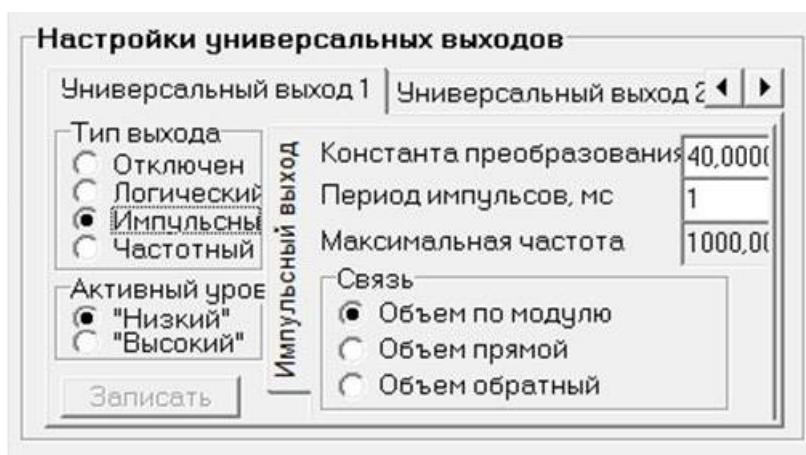 Настройки универсальных выходов
Универсальный выход 1
Универсальный выход 2
Тип выхода
Отключен
Логический
Импульсны
Частотный
Активный уров
"Низкий"
"Высокий"
Записать
Импульсный выход
Константа преобразования
40,0000
Период импульсов, мс
1
Максимальная частота
1000,00
Связь
Объем по модулю
Объем прямой
Объем обратный